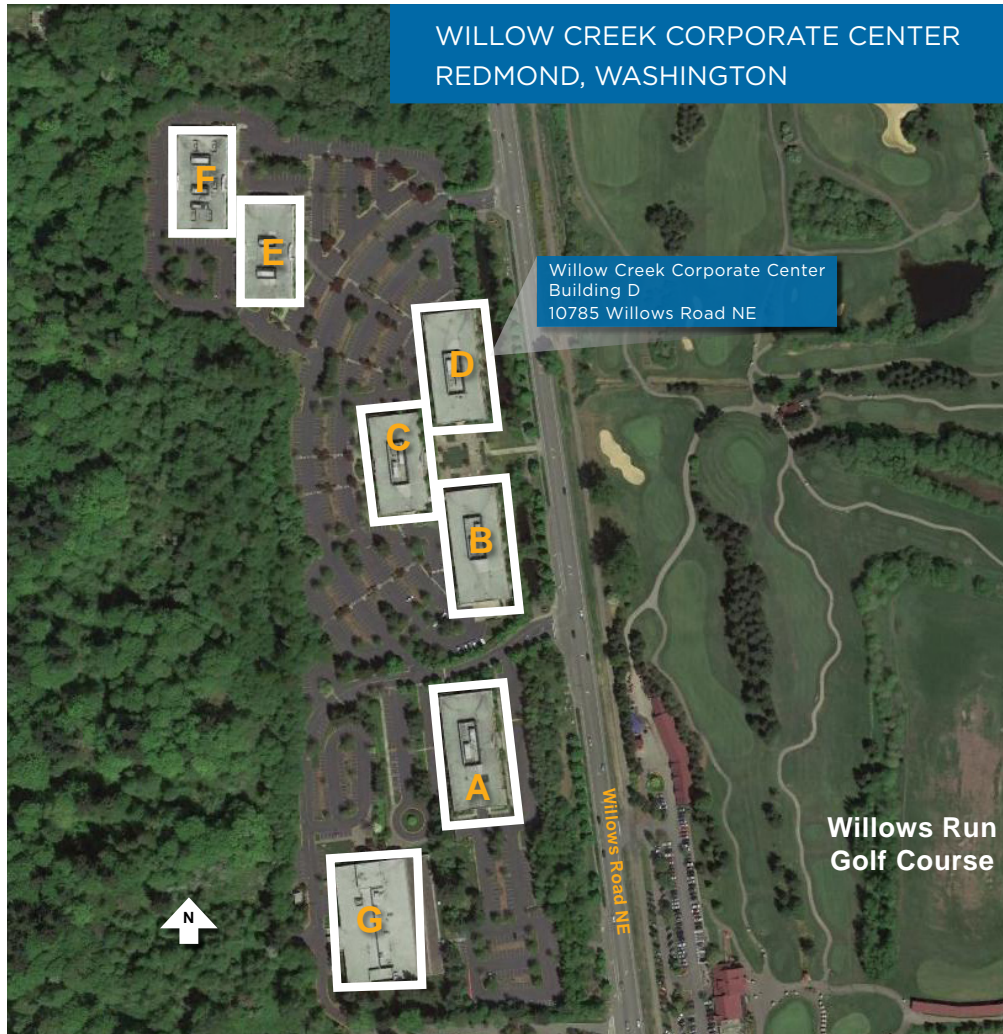 WILLOW CREEK CORPORATE CENTER
REDMOND, WASHINGTON
F
E
Willow Creek Corporate Center
Building D
10785 Willows Road NE
D
C
B
A
Willows Road NE
Willows Run
Golf Course
G
N